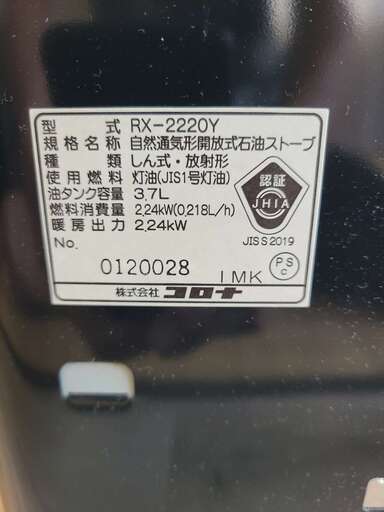 型式 RX-2220Y
規格名称 自然通気形開放式石油ストーブ
種類 しん式・放射形
使用燃料 灯油(JIS1号灯油)
油タンク容量 3.7L
燃料消費量 2.24kW(0.218L/h)
暖房出力 2.24kW
No.
0120028 IMK
株式会社 コロナ
認証
JHIA
JIS S 2019
PS
C